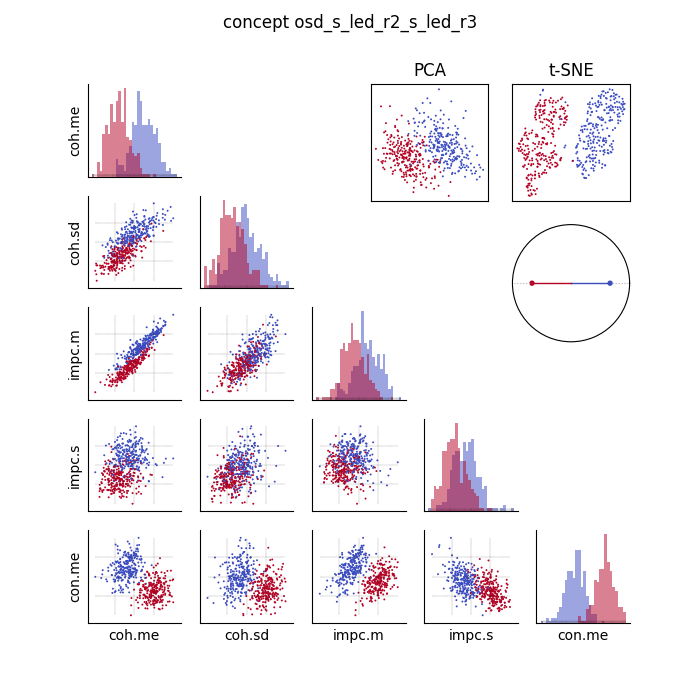 concept osd_s_led_r2_s_led_r3
PCA
t-SNE
coh.me
coh.sd
impc.m
impc.s
con.me
coh.me
coh.sd
impc.m
impc.s
con.me